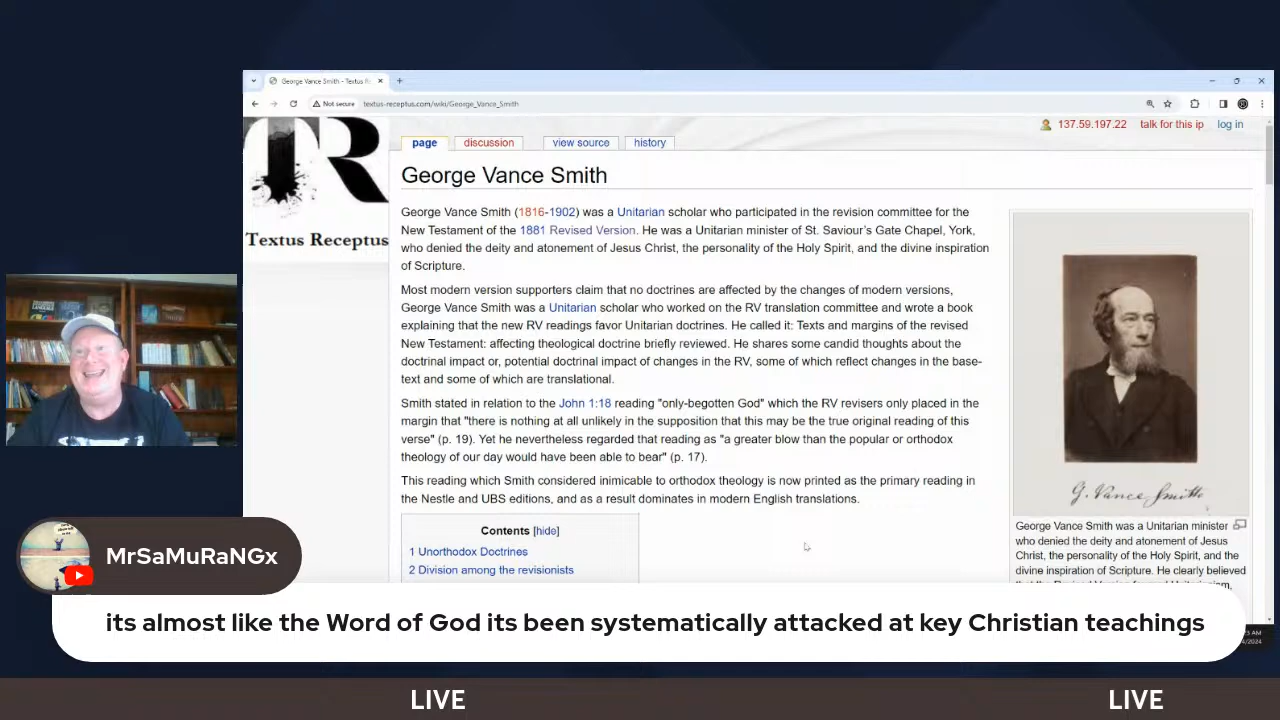 George Vance Smith - Textus R
Not secure
textus-receptus.com/wiki/George_Vance_Smith
137.59.197.22 talk for this ip log in
TR
Textus Receptus
page discussion view source history
George Vance Smith
George Vance Smith (1816-1902) was a Unitarian scholar who participated in the revision committee for the
New Testament of the 1881 Revised Version. He was a Unitarian minister of St. Saviour's Gate Chapel, York,
who denied the deity and atonement of Jesus Christ, the personality of the Holy Spirit, and the divine inspiration
of Scripture.
Most modern version supporters claim that no doctrines are affected by the changes of modern versions,
George Vance Smith was a Unitarian scholar who worked on the RV translation committee and wrote a book
explaining that the new RV readings favor Unitarian doctrines. He called it: Texts and margins of the revised
New Testament: affecting theological doctrine briefly reviewed. He shares some candid thoughts about the
doctrinal impact or, potential doctrinal impact of changes in the RV, some of which reflect changes in the base-
text and some of which are translational.
Smith stated in relation to the John 1:18 reading "only-begotten God" which the RV revisers only placed in the
margin that "there is nothing at all unlikely in the supposition that this may be the true original reading of this
verse" (p. 19). Yet he nevertheless regarded that reading as "a greater blow than the popular or orthodox
theology of our day would have been able to bear" (p. 17).
This reading which Smith considered inimicable to orthodox theology is now printed as the primary reading in
the Nestle and UBS editions, and as a result dominates in modern English translations.
Contents [hide]
1 Unorthodox Doctrines
2 Division among the revisionists
G. Vance Smith
George Vance Smith was a Unitarian minister
who denied the deity and atonement of Jesus
Christ, the personality of the Holy Spirit, and the
divine inspiration of Scripture. He clearly believed
MrSaMuRaNGx
its almost like the Word of God its been systematically attacked at key Christian teachings
LIVE
LIVE